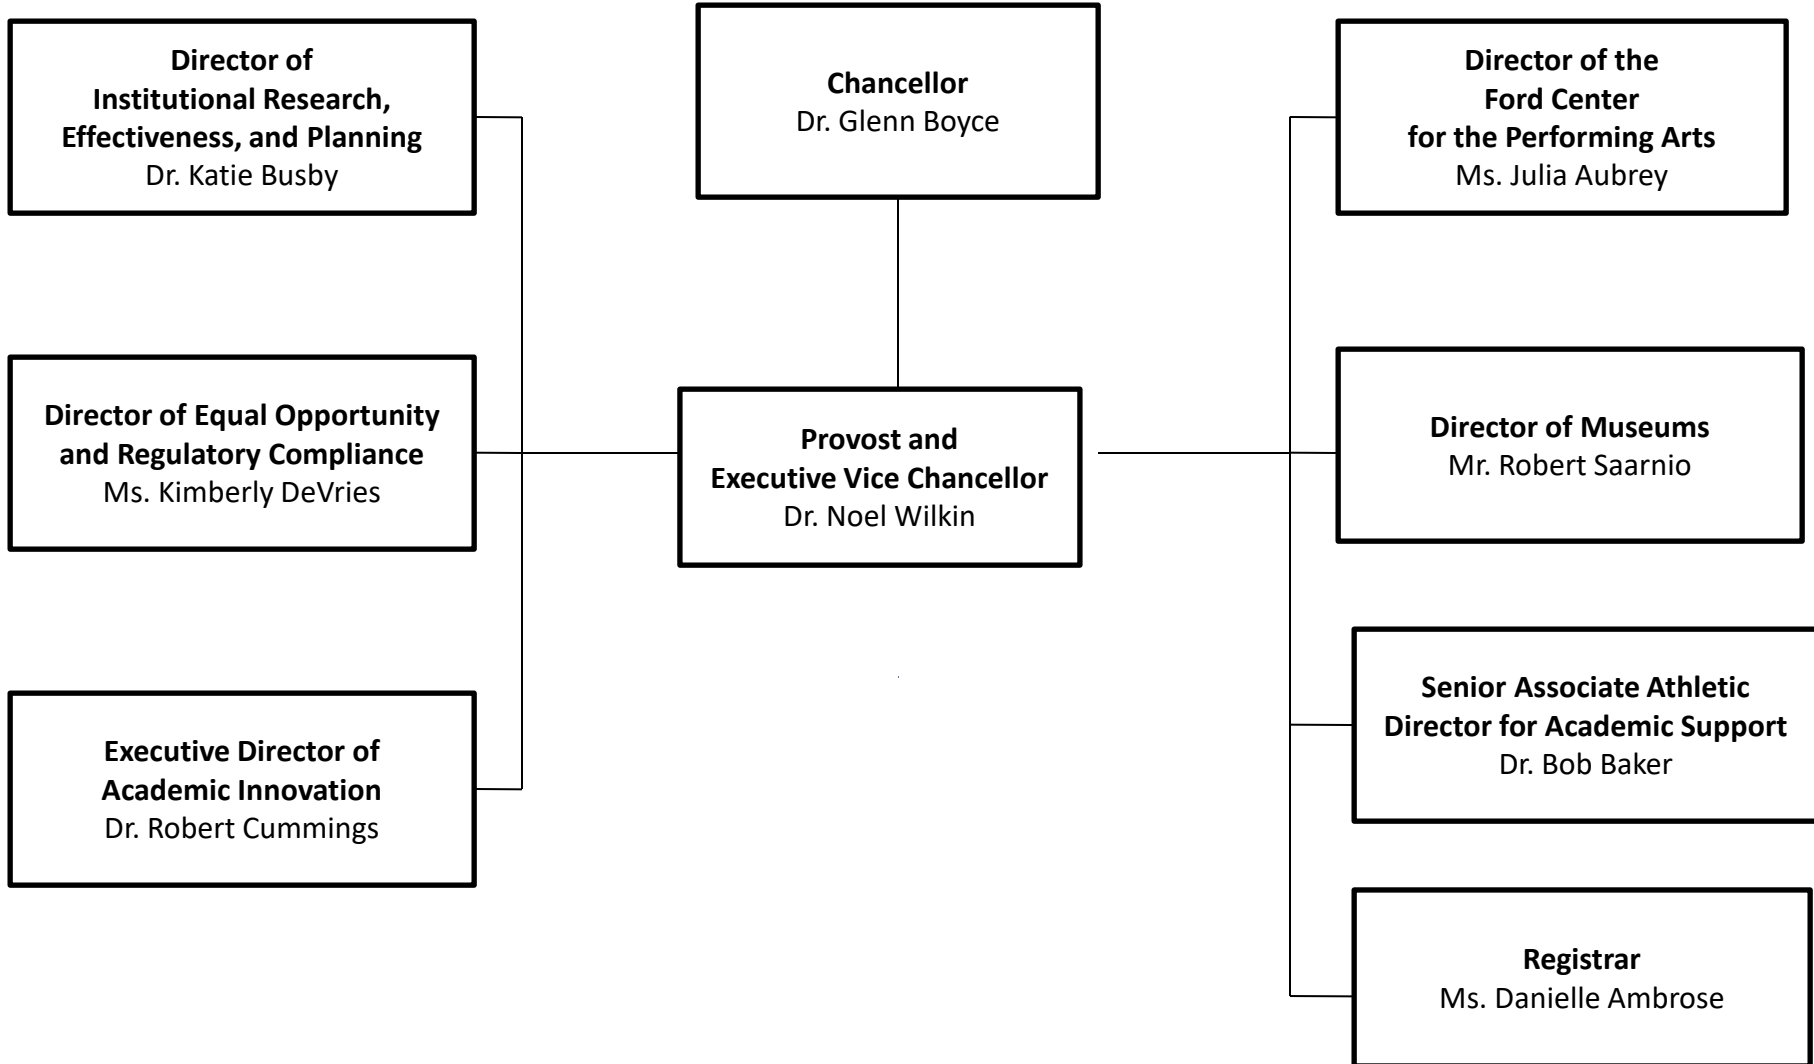 Director of
Institutional Research,
Effectiveness, and Planning
Dr. Katie Busby
Chancellor
Dr. Glenn Boyce
Director of the
Ford Center
for the Performing Arts
Ms. Julia Aubrey
Director of Equal Opportunity
and Regulatory Compliance
Ms. Kimberly DeVries
Provost and
Executive Vice Chancellor
Dr. Noel Wilkin
Director of Museums
Mr. Robert Saarnio
Executive Director of
Academic Innovation
Dr. Robert Cummings
Senior Associate Athletic
Director for Academic Support
Dr. Bob Baker
Registrar
Ms. Danielle Ambrose